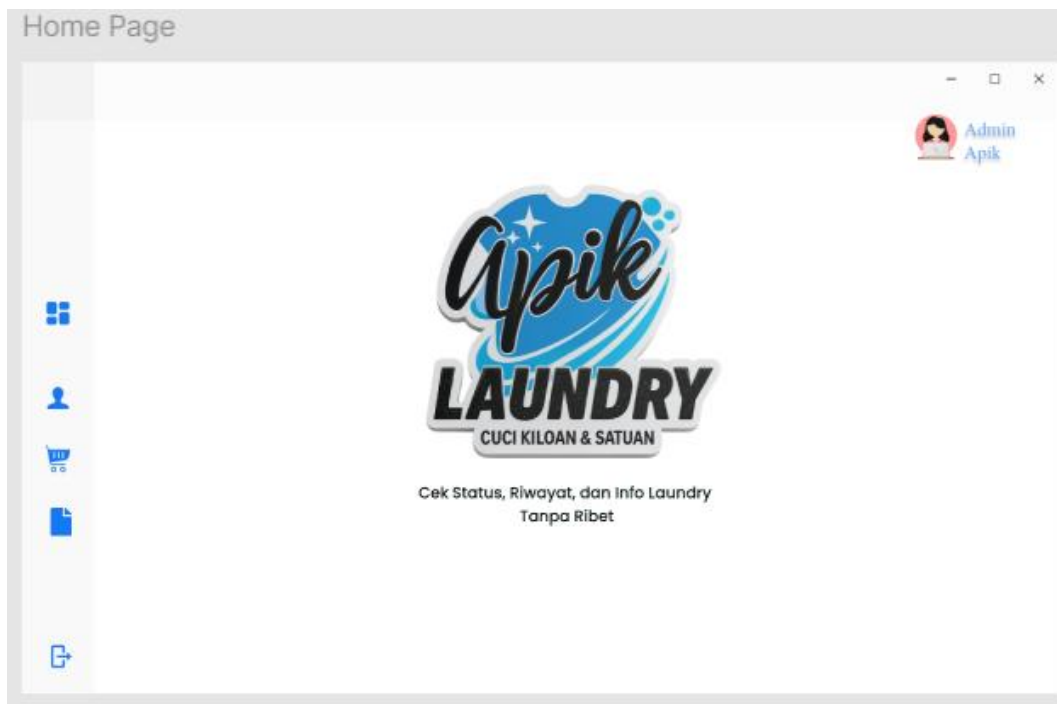 Home Page
Admin
Apik
Apik
LAUNDRY
CUCI KILOAN & SATUAN
Cek Status, Riwayat, dan Info Laundry
Tanpa Ribet